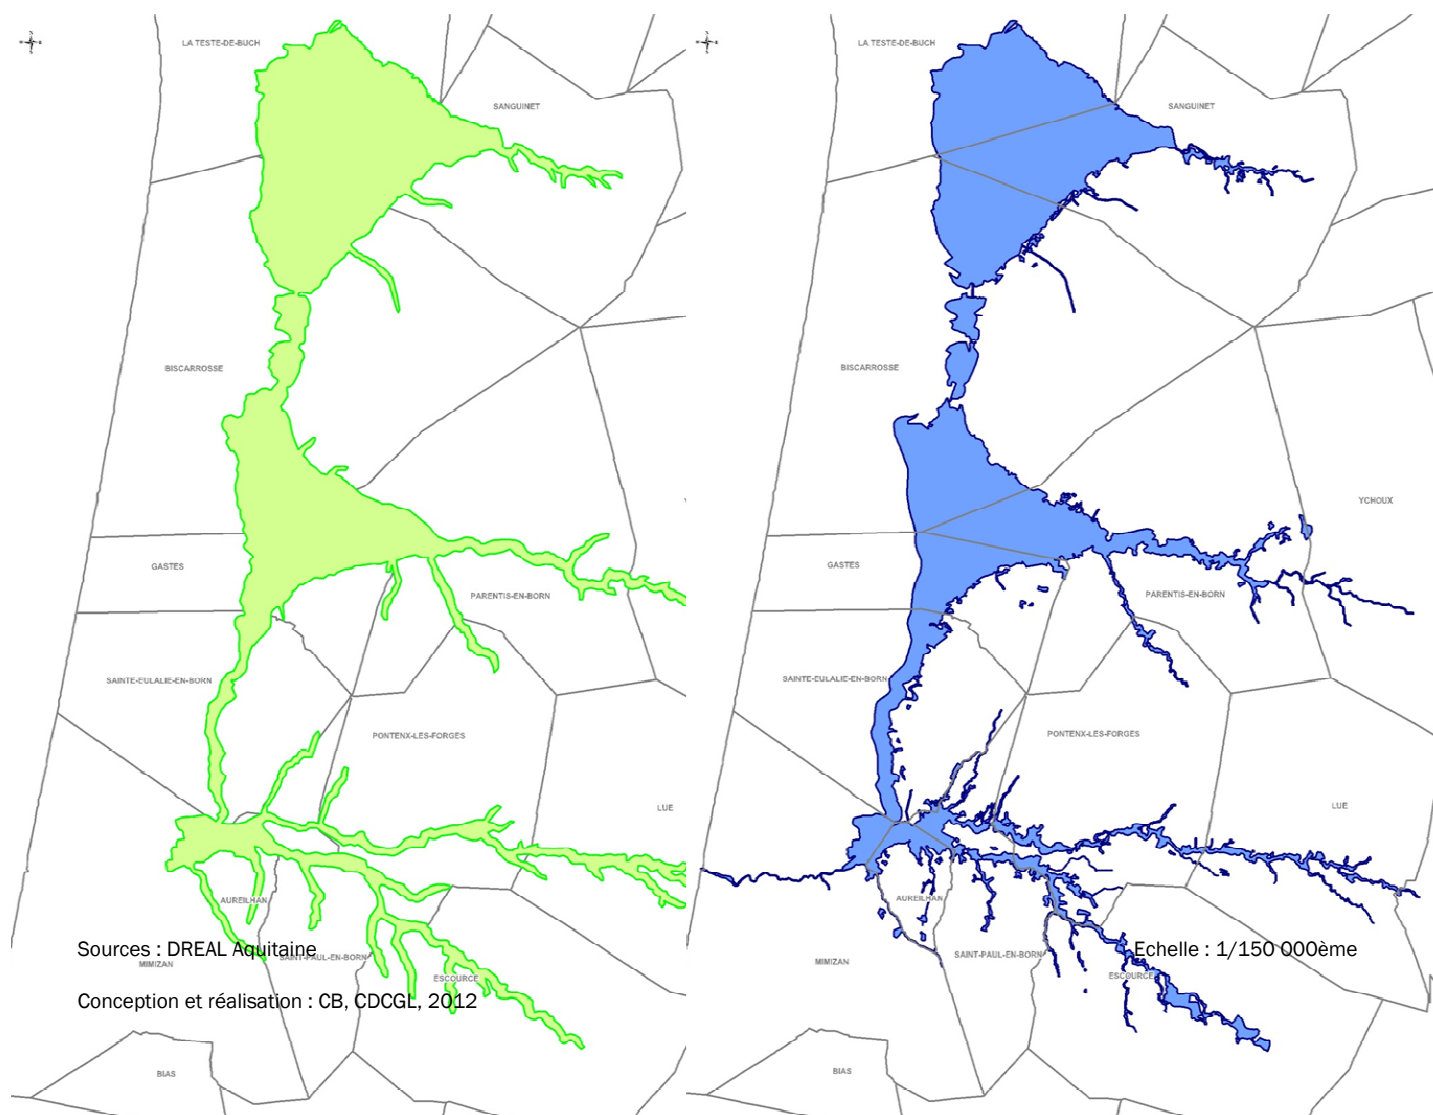 LA TESTE-DE-BUCH
SANGUINET
BISCARROSSE
GASTES
PARENTIS-EN-BORN
SAINTE-EULALIE-EN-BORN
PONTENX-LES-FORGES
LUE
AUREILHAN
Sources : DREAL Aquitaine
MIMIZAN
SAINT-PAUL-EN-BORN
ESCOURCE
Conception et réalisation : CB, CDCGL, 2012
BIAS
LA TESTE-DE-BUCH
SANGUINET
BISCARROSSE
YCHOUX
GASTES
PARENTIS-EN-BORN
SAINTE-EULALIE-EN-BORN
PONTENX-LES-FORGES
LUE
AUREILHAN
Echelle : 1/150 000ème
MIMIZAN
SAINT-PAUL-EN-BORN
ESCOURCE
BIAS